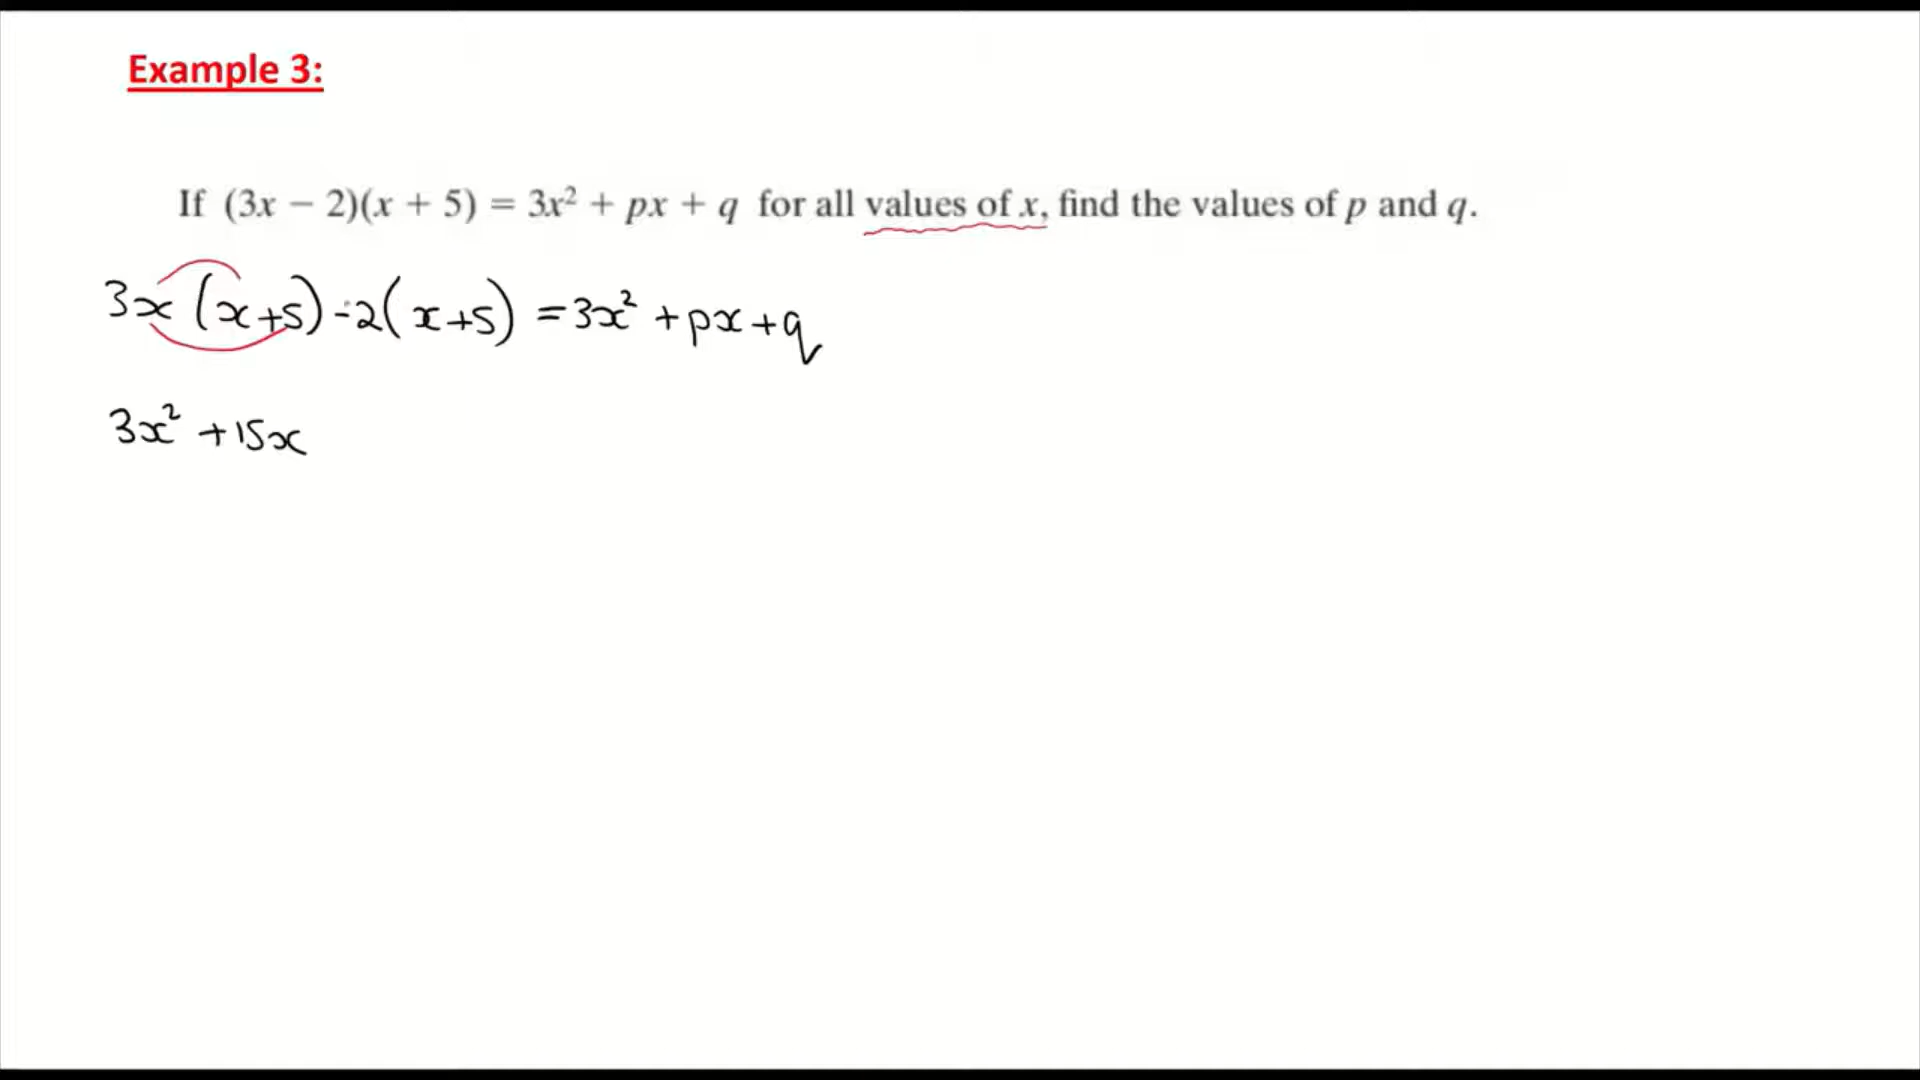 Example 3:
If (3x − 2)(x + 5) = 3x² + px + q for all values of x, find the values of p and q.
3x(x+5)-2(x+5) = 3x² + px + q
3x² + 15x